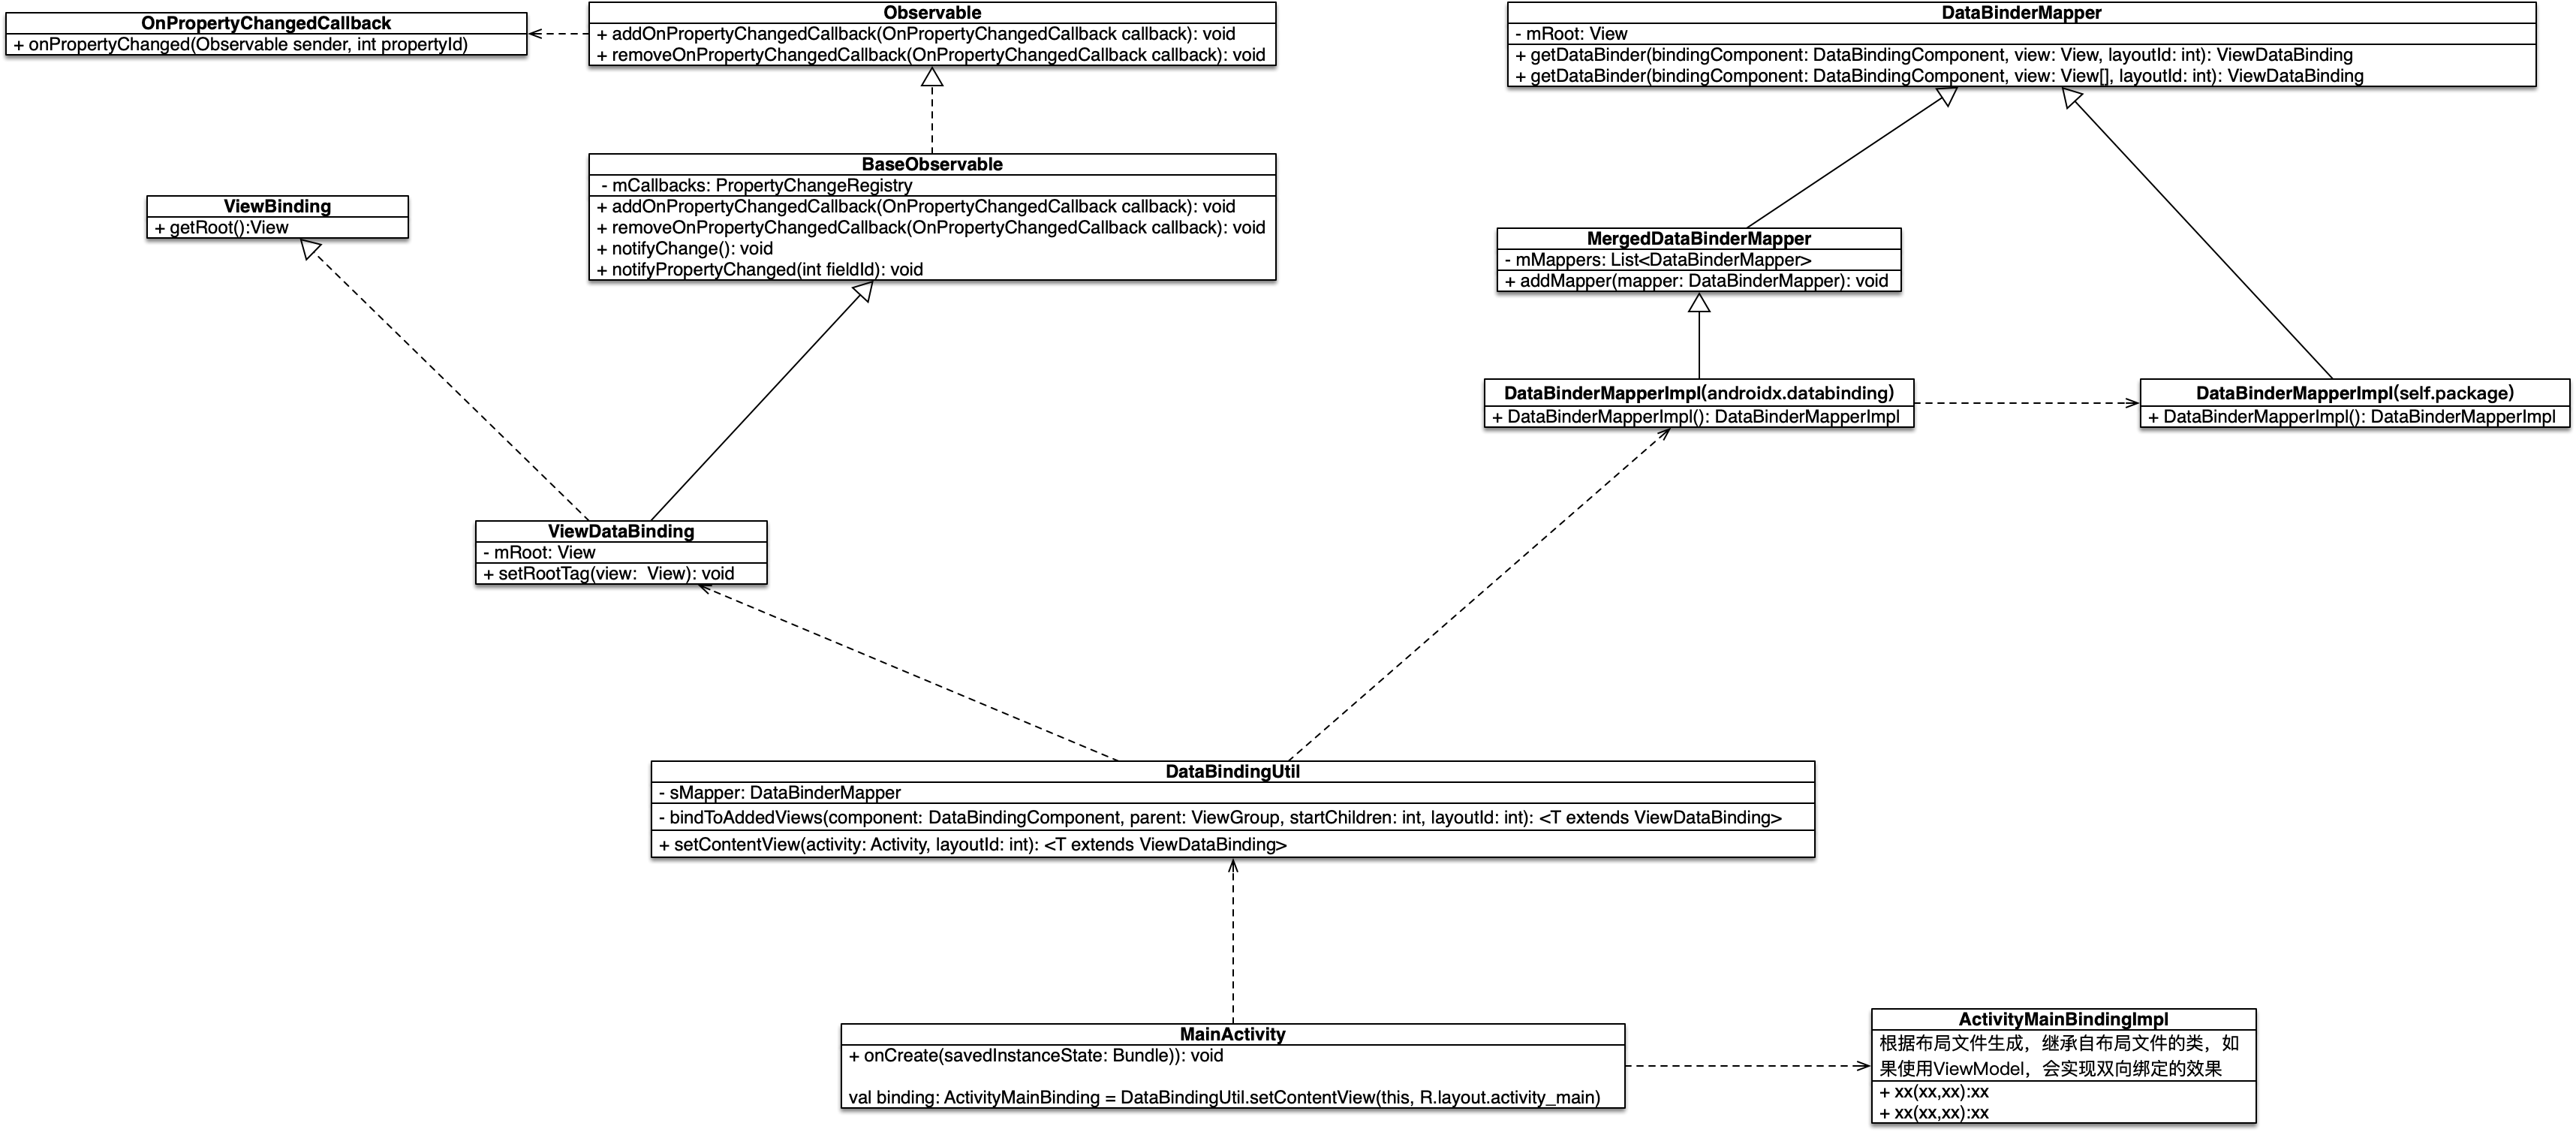 OnPropertyChangedCallback
+ onPropertyChanged(Observable sender, int propertyId)
Observable
+ addOnPropertyChangedCallback(OnPropertyChangedCallback callback): void
+ removeOnPropertyChangedCallback(OnPropertyChangedCallback callback): void
DataBinderMapper
- mRoot: View
+ getDataBinder(bindingComponent: DataBindingComponent, view: View, layoutId: int): ViewDataBinding
+ getDataBinder(bindingComponent: DataBindingComponent, view: View[], layoutId: int): ViewDataBinding
BaseObservable
- mCallbacks: PropertyChangeRegistry
+ addOnPropertyChangedCallback(OnPropertyChangedCallback callback): void
+ removeOnPropertyChangedCallback(OnPropertyChangedCallback callback): void
+ notifyChange(): void
+ notifyPropertyChanged(int fieldId): void
ViewBinding
+ getRoot():View
MergedDataBinderMapper
- mMappers: List<DataBinderMapper>
+ addMapper(mapper: DataBinderMapper): void
DataBinderMapperImpl(androidx.databinding)
+ DataBinderMapperImpl(): DataBinderMapperImpl
DataBinderMapperImpl(self.package)
+ DataBinderMapperImpl(): DataBinderMapperImpl
ViewDataBinding
- mRoot: View
+ setRootTag(view:  View): void
DataBindingUtil
- sMapper: DataBinderMapper
- bindToAddedViews(component: DataBindingComponent, parent: ViewGroup, startChildren: int, layoutId: int): <T extends ViewDataBinding>
+ setContentView(activity: Activity, layoutId: int): <T extends ViewDataBinding>
MainActivity
+ onCreate(savedInstanceState: Bundle)): void
val binding: ActivityMainBinding = DataBindingUtil.setContentView(this, R.layout.activity_main)
ActivityMainBindingImpl
根据布局文件生成，继承自布局文件的类，如
果使用ViewModel，会实现双向绑定的效果
+ xx(xx,xx):xx
+ xx(xx,xx):xx